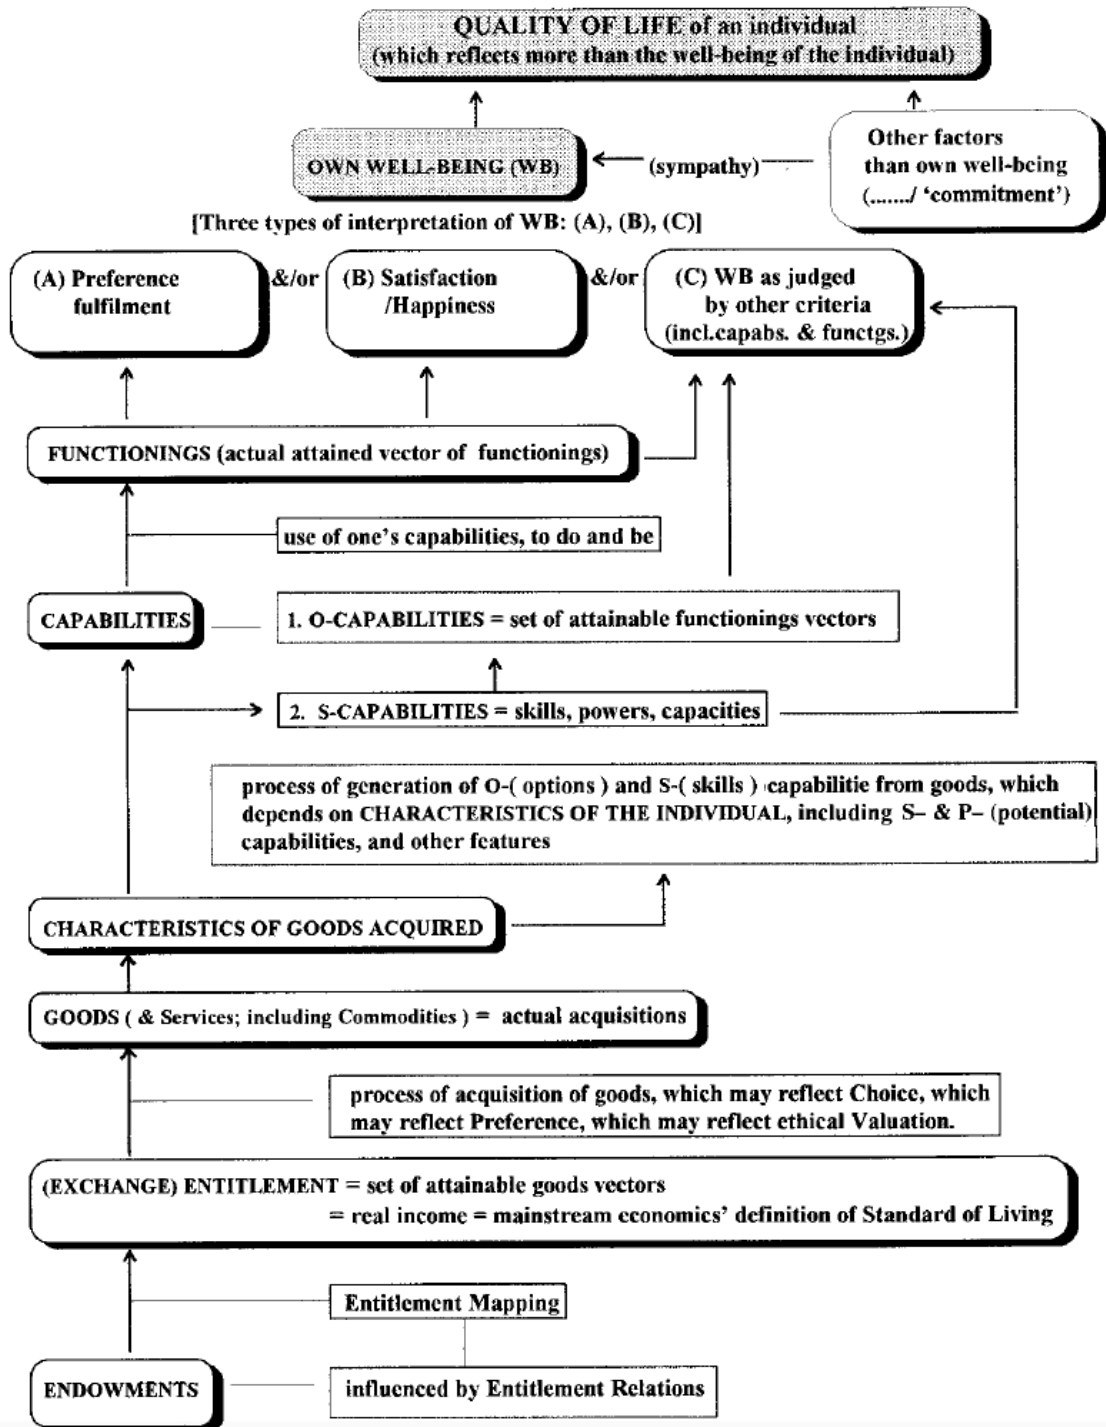 QUALITY OF LIFE of an individual
(which reflects more than the well-being of the individual)
OWN WELL-BEING (WB)
(sympathy)
Other factors
than own well-being
(......./ ‘commitment’)
[Three types of interpretation of WB: (A), (B), (C)]
(A) Preference
fulfilment
&/or
(B) Satisfaction
/Happiness
&/or
(C) WB as judged
by other criteria
(incl.capabs. & functgs.)
FUNCTIONINGS (actual attained vector of functionings)
use of one’s capabilities, to do and be
CAPABILITIES
1. O-CAPABILITIES = set of attainable functionings vectors
2. S-CAPABILITIES = skills, powers, capacities
process of generation of O-( options ) and S-( skills ) capabilitie from goods, which
depends on CHARACTERISTICS OF THE INDIVIDUAL, including S– & P– (potential)
capabilities, and other features
CHARACTERISTICS OF GOODS ACQUIRED
GOODS ( & Services; including Commodities ) = actual acquisitions
process of acquisition of goods, which may reflect Choice, which
may reflect Preference, which may reflect ethical Valuation.
(EXCHANGE) ENTITLEMENT = set of attainable goods vectors
= real income = mainstream economics’ definition of Standard of Living
Entitlement Mapping
ENDOWMENTS
influenced by Entitlement Relations